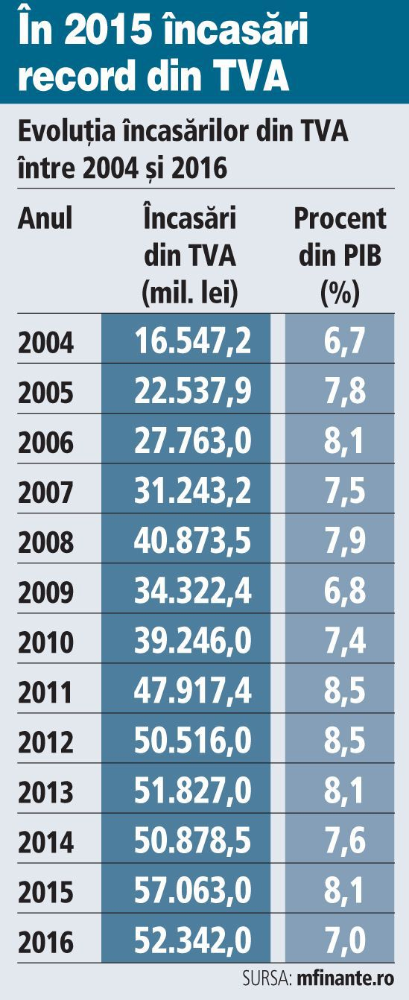 În 2015 încasări
record din TVA
Evoluția încasărilor din TVA
între 2004 și 2016
Anul Încasări din TVA (mil. lei) Procent din PIB (%)
2004 16.547,2 6,7
2005 22.537,9 7,8
2006 27.763,0 8,1
2007 31.243,2 7,5
2008 40.873,5 7,9
2009 34.322,4 6,8
2010 39.246,0 7,4
2011 47.917,4 8,5
2012 50.516,0 8,5
2013 51.827,0 8,1
2014 50.878,5 7,6
2015 57.063,0 8,1
2016 52.342,0 7,0
SURSA: mfinante.ro